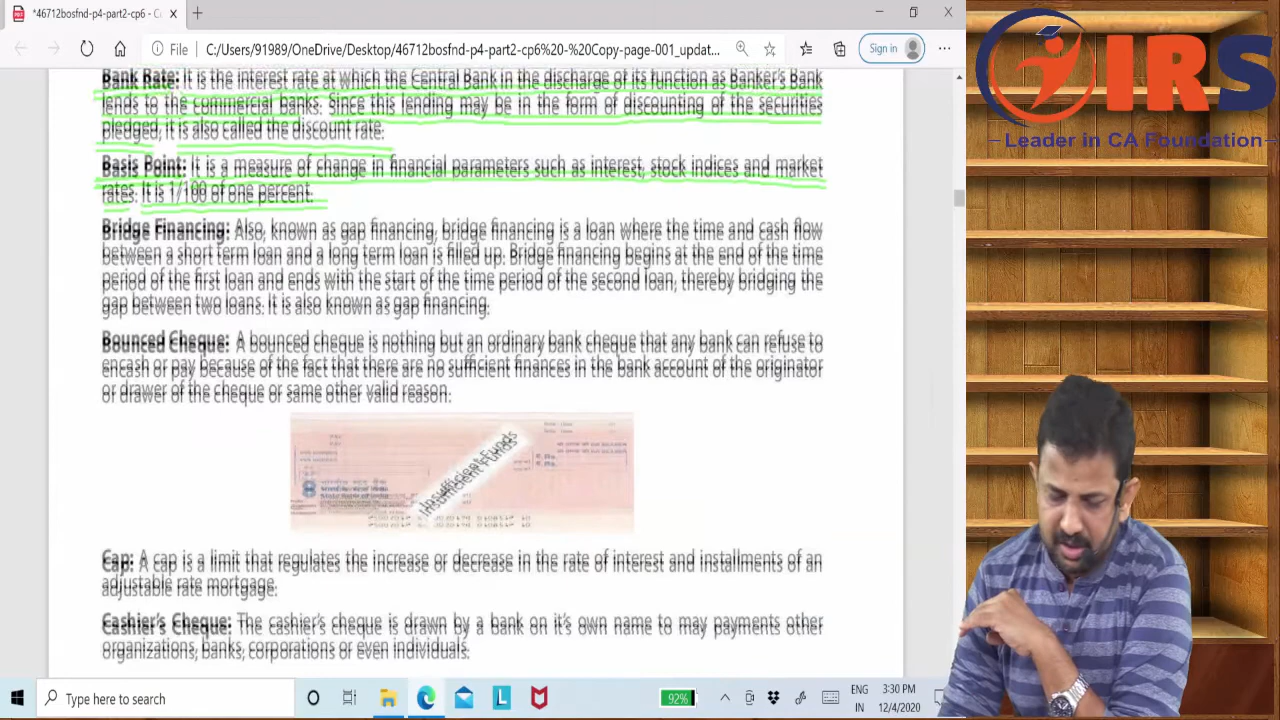 *46712bosfnd-p4-part2-cp6 - C
File
C:/Users/91989/OneDrive/Desktop/46712bosfnd-p4-part2-cp6%20-%20Copy-page-001_updat...
Sign in
IRS
Leader in CA Foundation
Bank Rate: It is the interest rate at which the Central Bank in the discharge of its function as Banker's Bank
lends to the commercial banks. Since this lending may be in the form of discounting of the securities
pledged, it is also called the discount rate.
Basis Point: It is a measure of change in financial parameters such as interest, stock indices and market
rates. It is 1/100 of one percent.
Bridge Financing: Also, known as gap financing, bridge financing is a loan where the time and cash flow
between a short term loan and a long term loan is filled up. Bridge financing begins at the end of the time
period of the first loan and ends with the start of the time period of the second loan, thereby bridging the
gap between two loans. It is also known as gap financing.
Bounced Cheque: A bounced cheque is nothing but an ordinary bank cheque that any bank can refuse to
encash or pay because of the fact that there are no sufficient finances in the bank account of the originator
or drawer of the cheque or same other valid reason.
Insufficient Funds
State Bank of India
Cap: A cap is a limit that regulates the increase or decrease in the rate of interest and installments of an
adjustable rate mortgage.
Cashier's Cheque: The cashier's cheque is drawn by a bank on it's own name to may payments other
organizations, banks, corporations or even individuals.
Type here to search
92%
ENG
IN
3:30 PM
12/4/2020